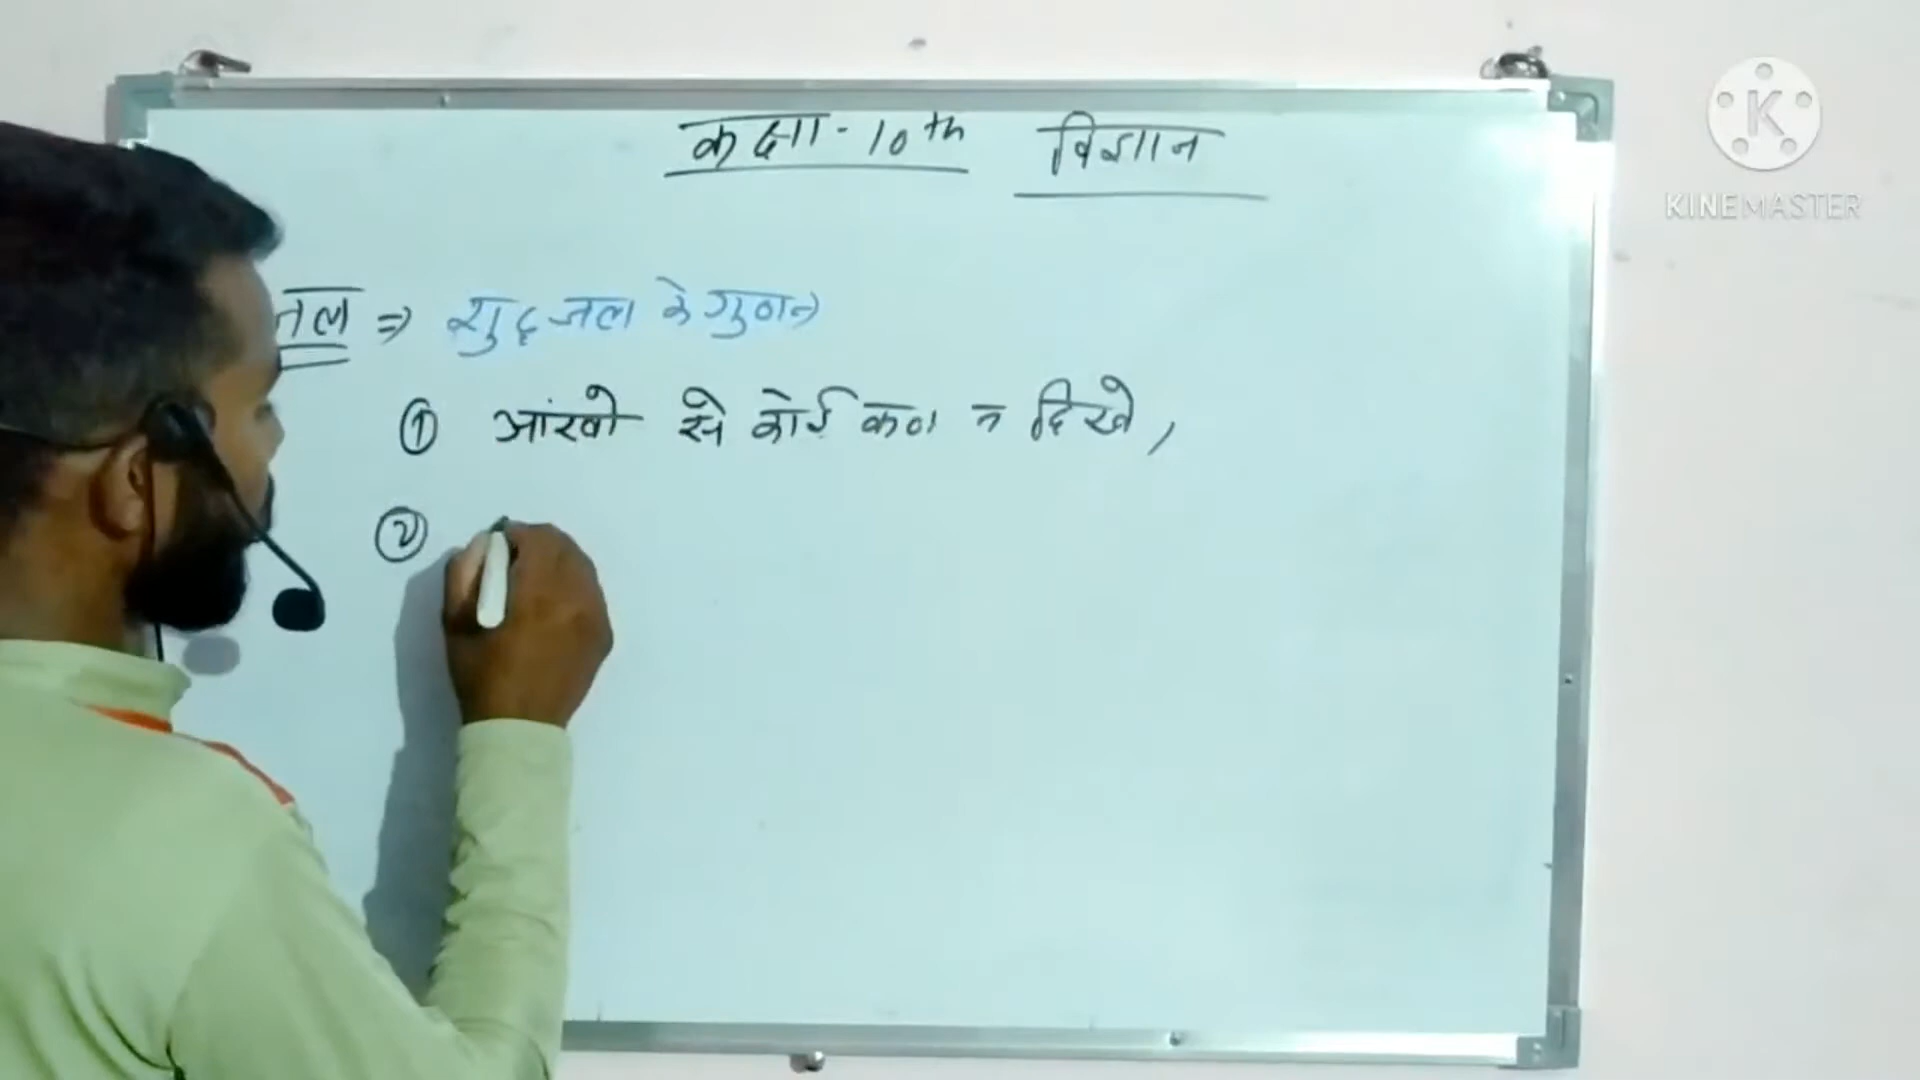 कक्षा - 10th विज्ञान
KINEMASTER
जल => शुद्ध जल के गुण =>
① आंखो से कोई कण न दिखे,
②